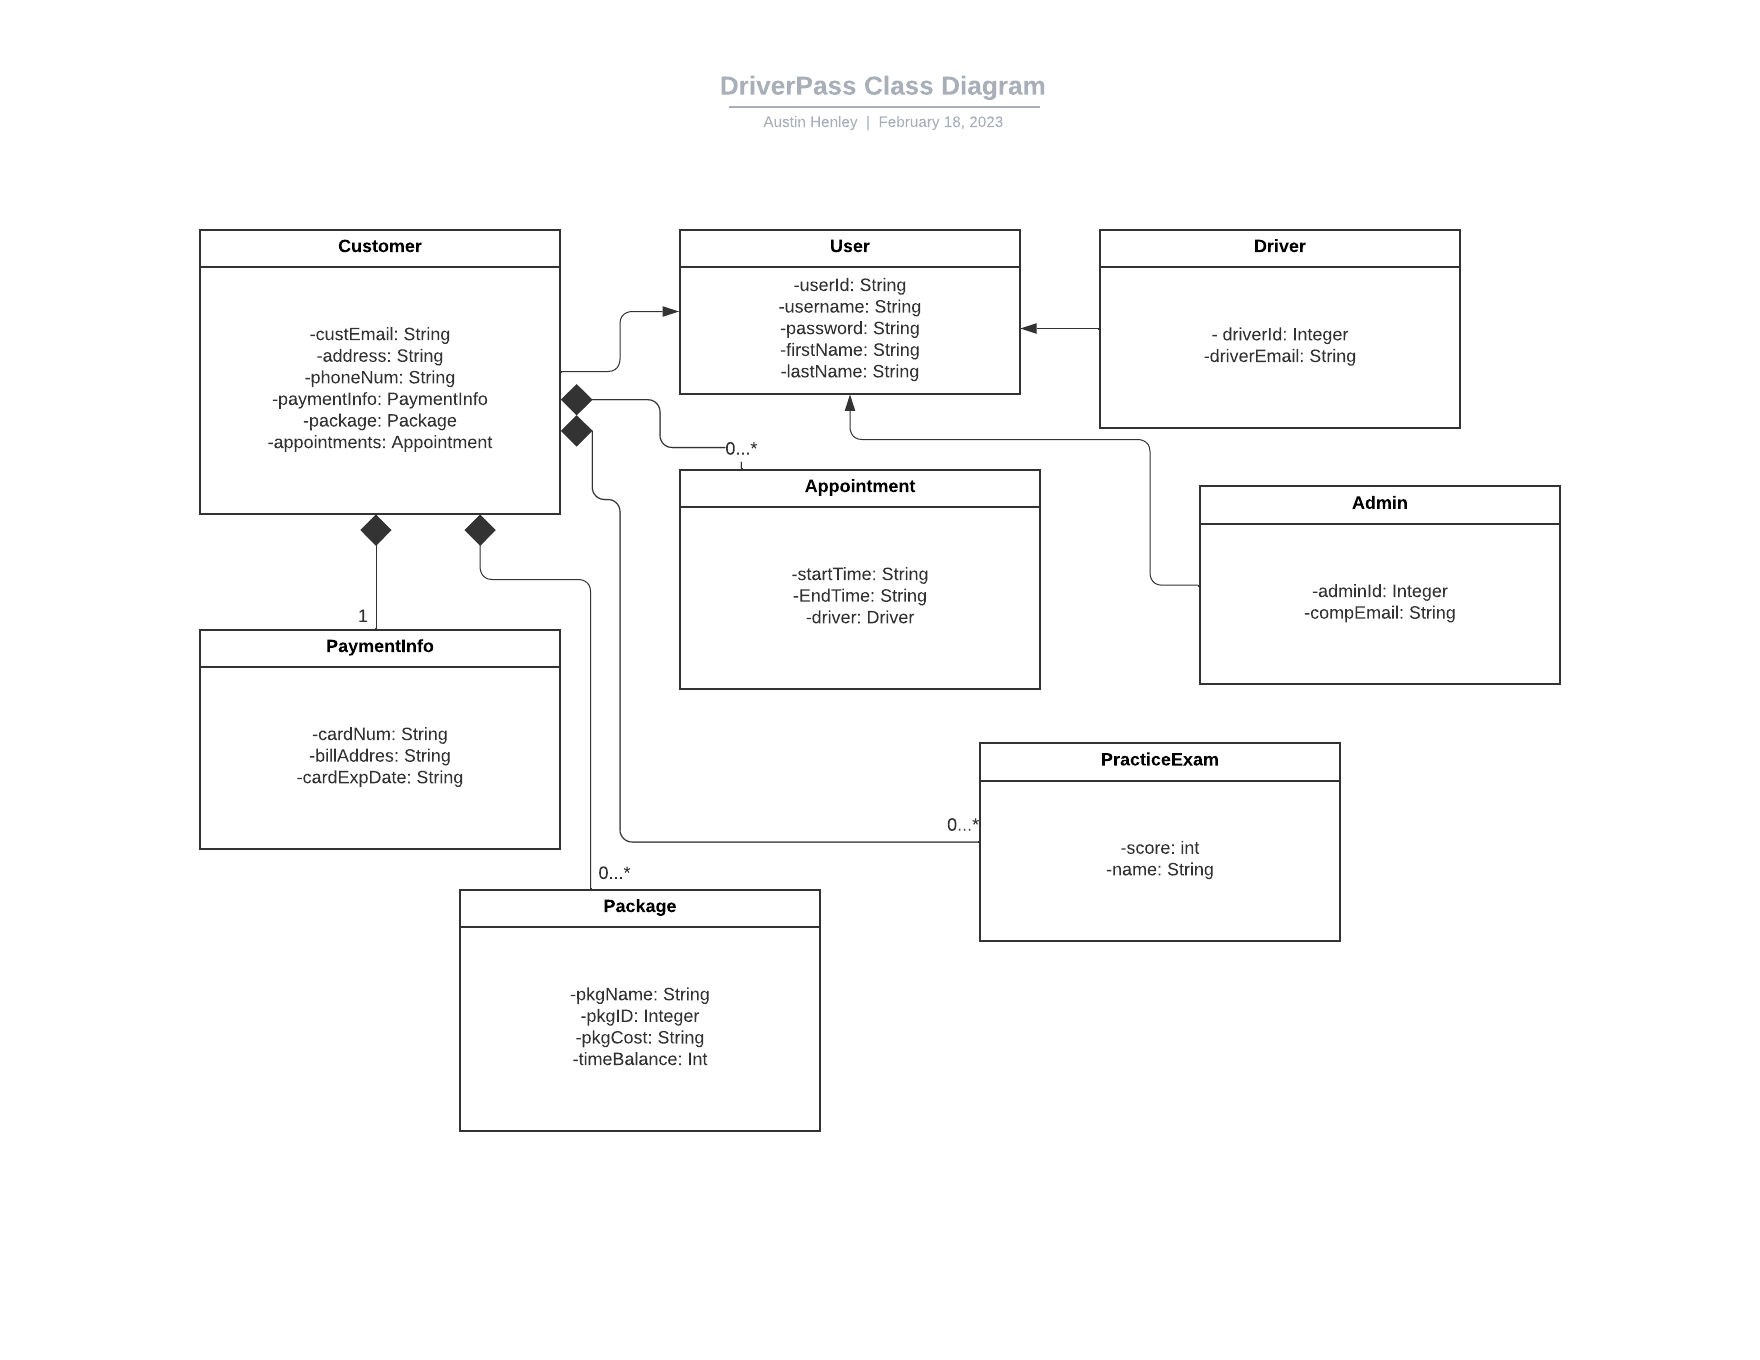 DriverPass Class Diagram
Austin Henley | February 18, 2023
Customer
-custEmail: String
-address: String
-phoneNum: String
-paymentInfo: PaymentInfo
-package: Package
-appointments: Appointment
User
-userId: String
-username: String
-password: String
-firstName: String
-lastName: String
Driver
- driverId: Integer
-driverEmail: String
0...*
Appointment
-startTime: String
-EndTime: String
-driver: Driver
Admin
-adminId: Integer
-compEmail: String
1
PaymentInfo
-cardNum: String
-billAddres: String
-cardExpDate: String
0...*
PracticeExam
-score: int
-name: String
0...*
Package
-pkgName: String
-pkgID: Integer
-pkgCost: String
-timeBalance: Int